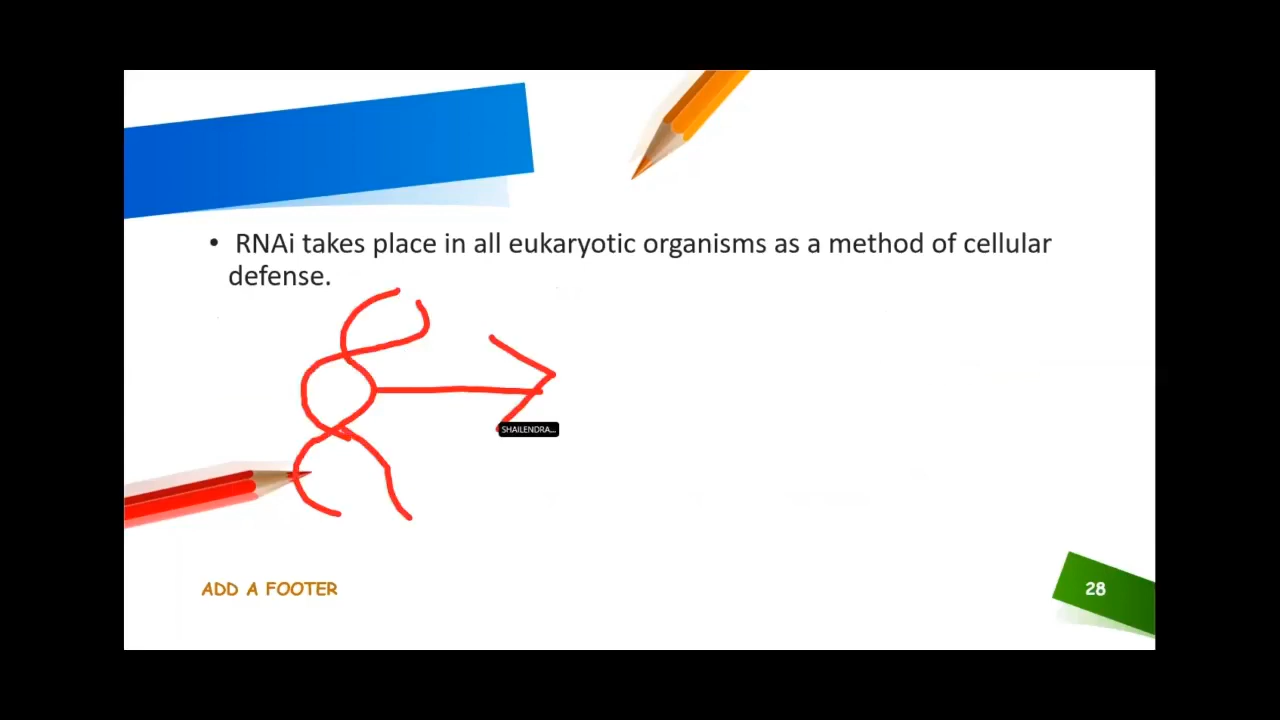 • RNAi takes place in all eukaryotic organisms as a method of cellular
defense.
SHAILENDRA...
ADD A FOOTER
28